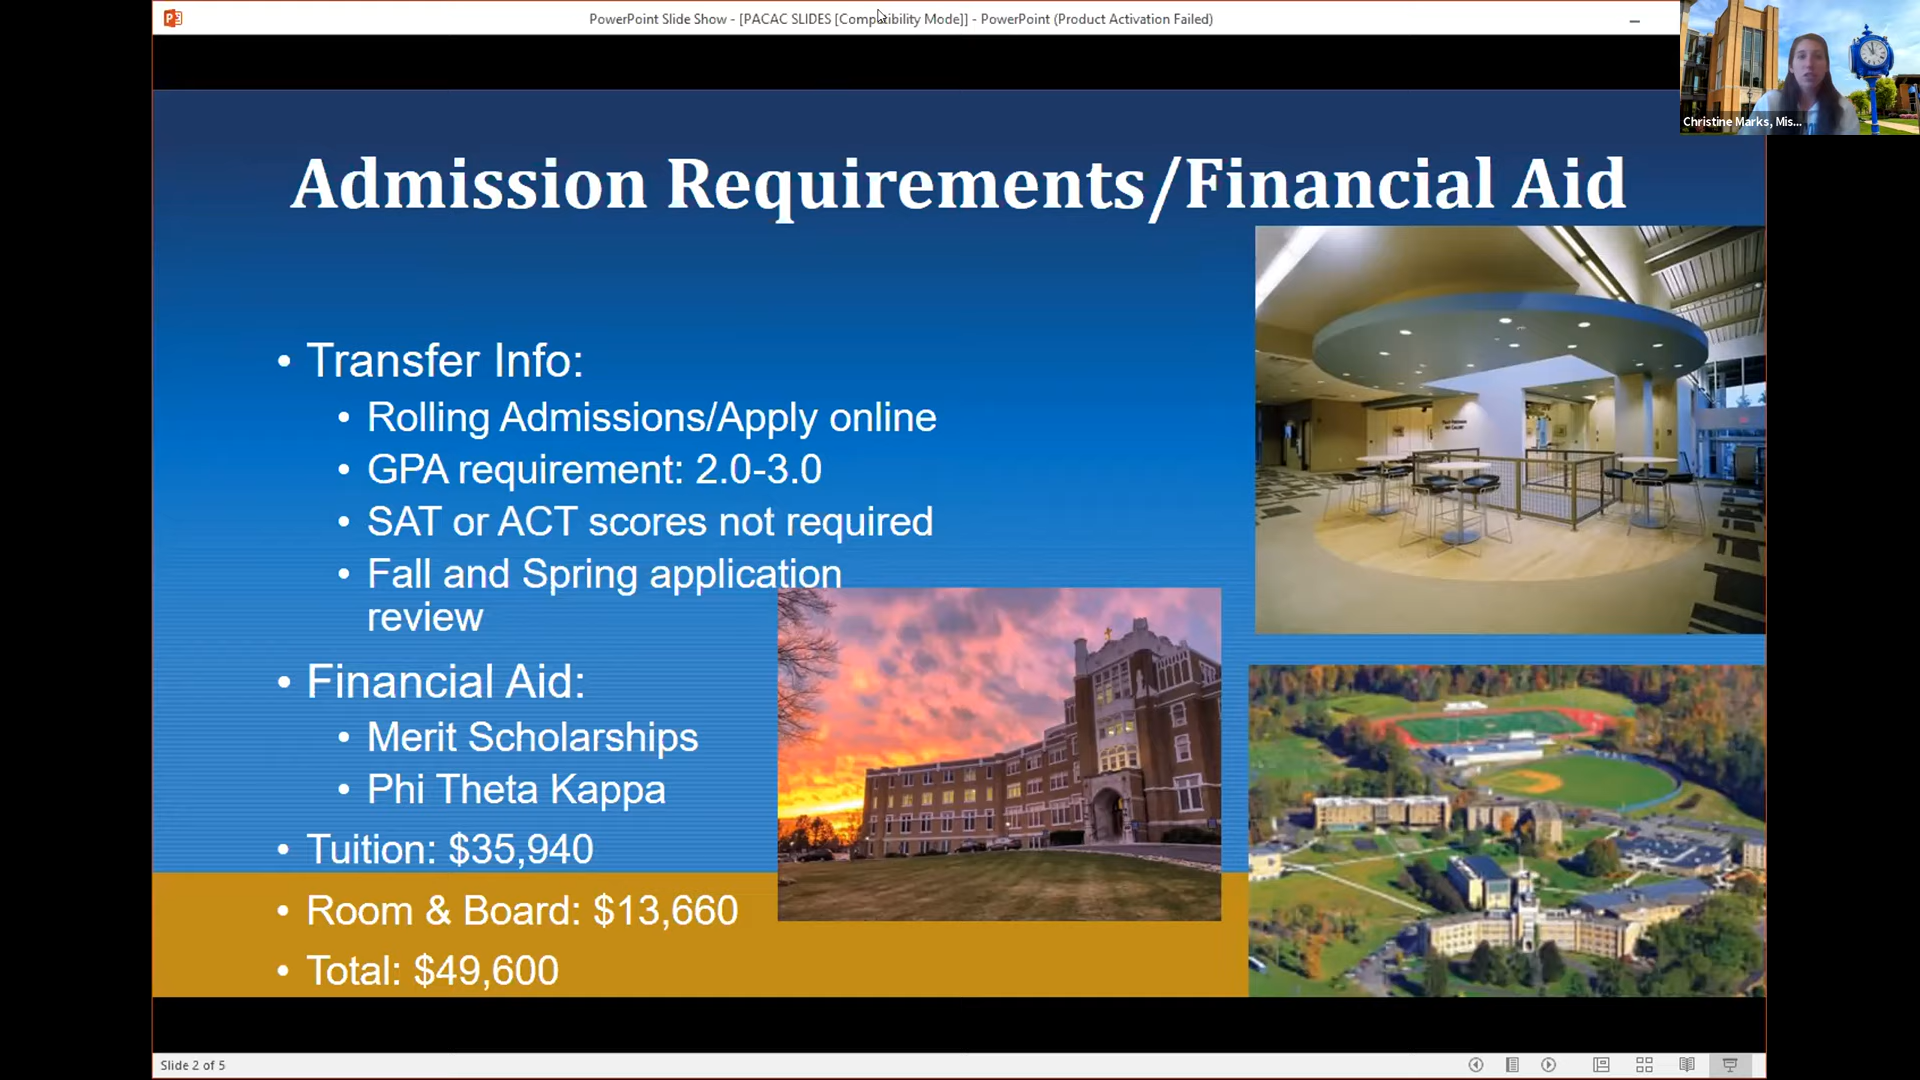 PowerPoint Slide Show - [PACAC SLIDES [Compatibility Mode]] - PowerPoint (Product Activation Failed)
Christine Marks, Mis...
Admission Requirements/Financial Aid
• Transfer Info:
• Rolling Admissions/Apply online
• GPA requirement: 2.0-3.0
• SAT or ACT scores not required
• Fall and Spring application
review
• Financial Aid:
• Merit Scholarships
• Phi Theta Kappa
• Tuition: $35,940
• Room & Board: $13,660
• Total: $49,600
Slide 2 of 5